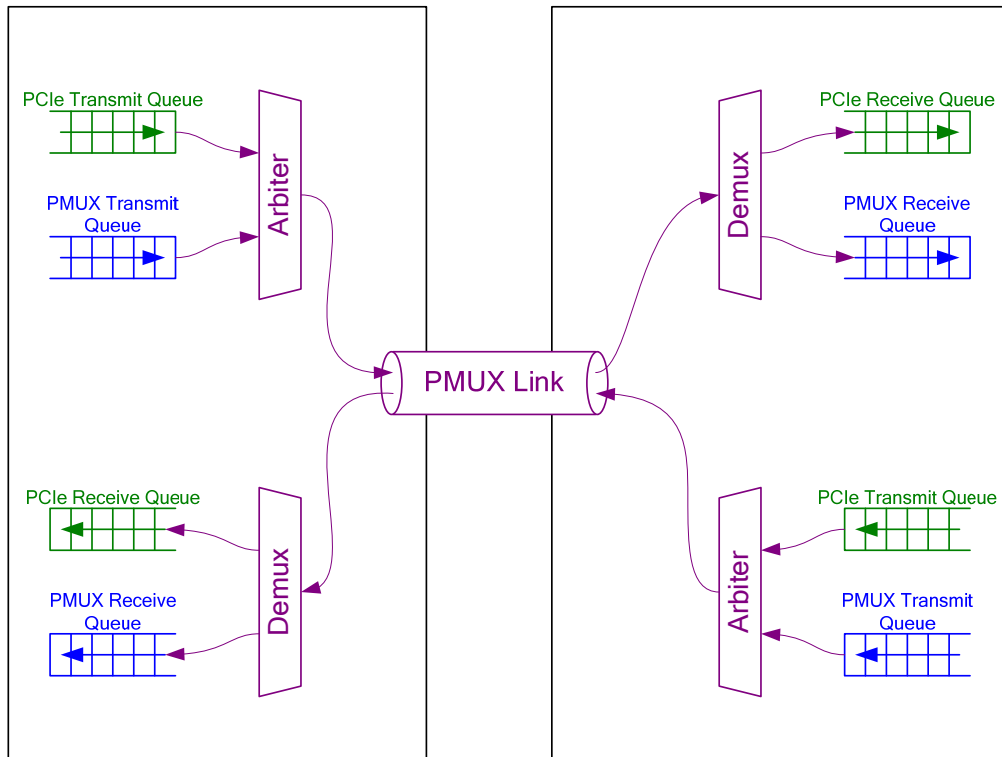 PCIe Transmit Queue
PMUX Transmit
Queue
Arbiter
PCIe Receive Queue
PMUX Receive
Queue
Demux
PMUX Link
PCIe Receive Queue
PMUX Receive
Queue
Demux
PCIe Transmit Queue
PMUX Transmit
Queue
Arbiter